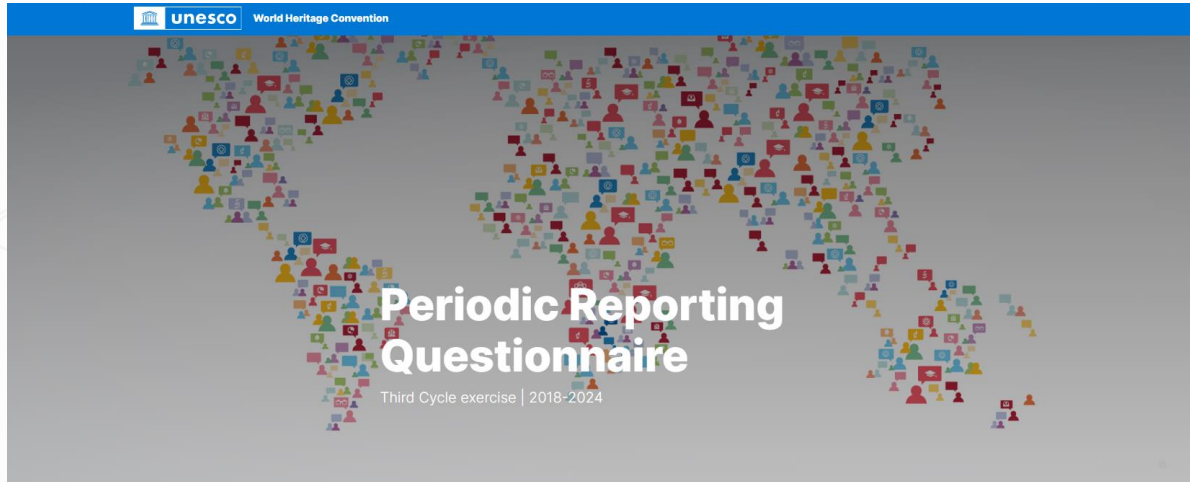 unesco World Heritage Convention
Periodic Reporting
Questionnaire
Third Cycle exercise | 2018-2024